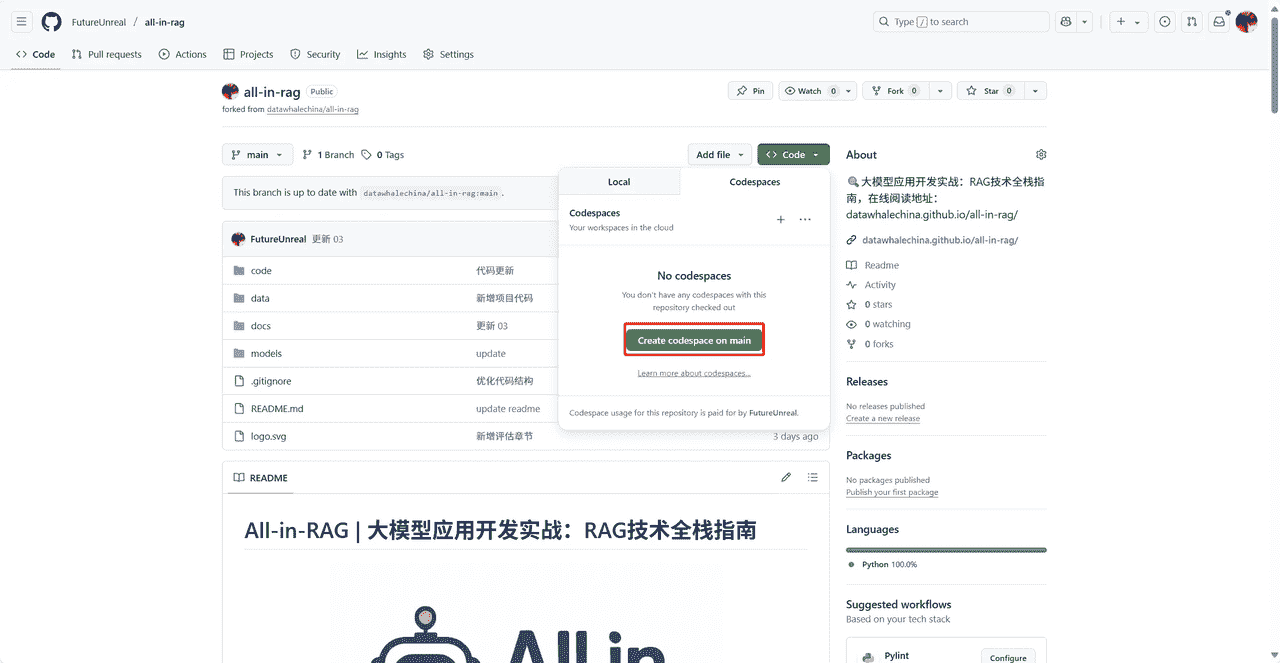 FutureUnreal / all-in-rag
Type / to search
Code
Pull requests
Actions
Projects
Security
Insights
Settings
all-in-rag Public
forked from datawhalechina/all-in-rag
Pin
Watch 0
Fork 0
Star 0
main
1 Branch
0 Tags
Add file
Code
This branch is up to date with datawhalechina/all-in-rag:main .
FutureUnreal 更新 03
code 代码更新
data 新增项目代码
docs 更新 03
models update
.gitignore 优化代码结构
README.md update readme
logo.svg 新增评估章节 3 days ago
Local
Codespaces
Codespaces
Your workspaces in the cloud
No codespaces
You don't have any codespaces with this
repository checked out
Create codespace on main
Learn more about codespaces...
Codespace usage for this repository is paid for by FutureUnreal.
README
All-in-RAG | 大模型应用开发实战：RAG技术全栈指南
All in
About
大模型应用开发实战：RAG技术全栈指
南，在线阅读地址：
datawhalechina.github.io/all-in-rag/
datawhalechina.github.io/all-in-rag/
Readme
Activity
0 stars
0 watching
0 forks
Releases
No releases published
Create a new release
Packages
No packages published
Publish your first package
Languages
Python 100.0%
Suggested workflows
Based on your tech stack
Pylint
Configure